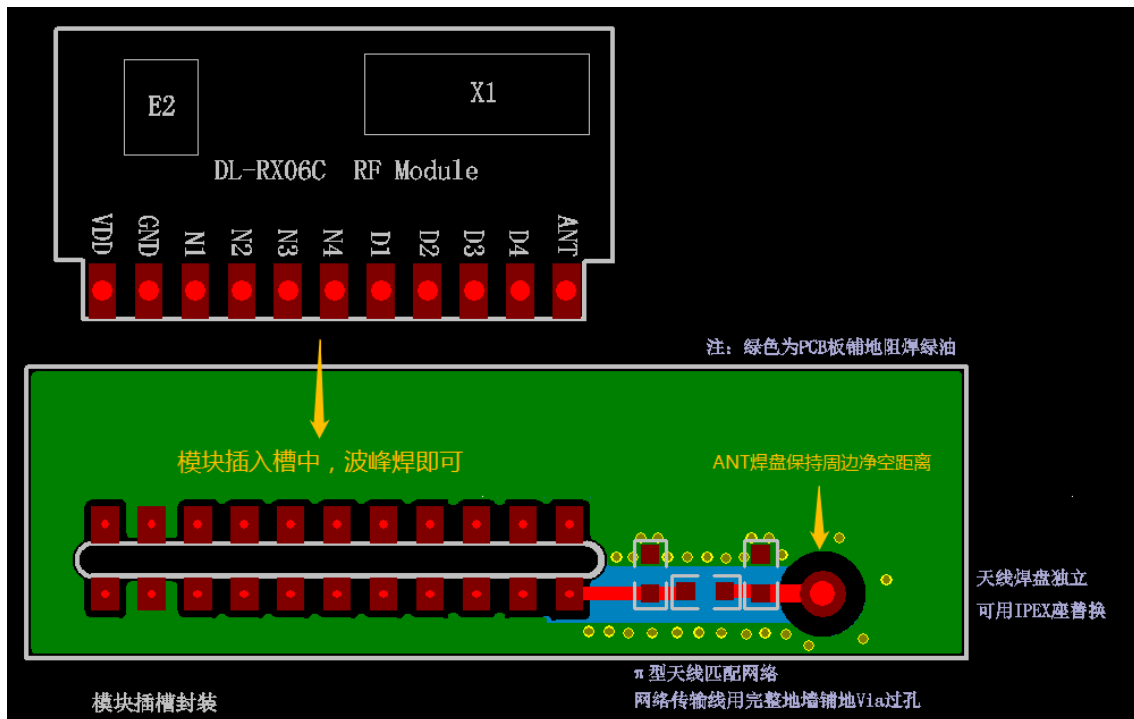 E2
X1
DL-RX06C RF Module
VDD GND N1 N2 N3 N4 D1 D2 D3 D4 ANT
注：绿色为PCB板铺地阻焊绿油
模块插入槽中，波峰焊即可
ANT焊盘保持周边净空距离
天线焊盘独立
可用IPEX座替换
π型天线匹配网络
网络传输线用完整地墙铺地Via过孔
模块插槽封装